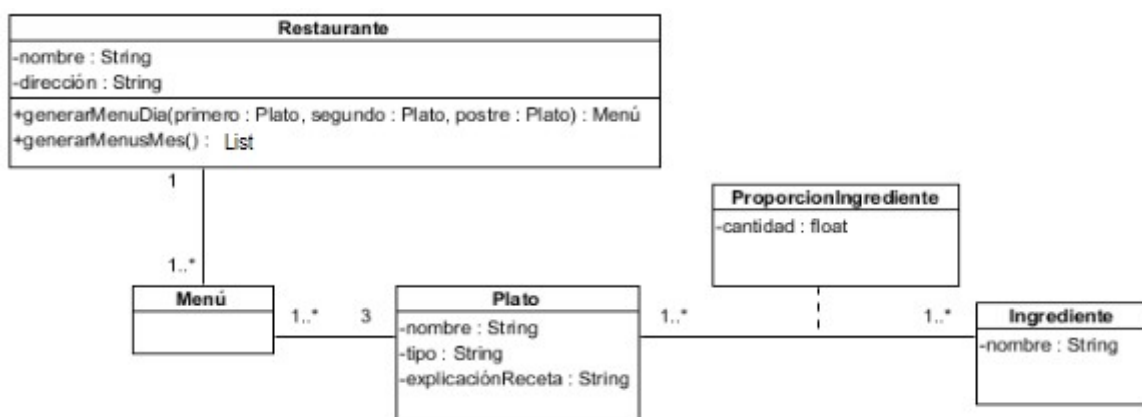 Restaurante
-nombre : String
-dirección : String
+generarMenuDia(primero : Plato, segundo : Plato, postre : Plato) : Menú
+generarMenusMes() : List
1
1..*
ProporcionIngrediente
-cantidad : float
Menú
1..*
3
Plato
-nombre : String
-tipo : String
-explicaciónReceta : String
1..*
1..*
Ingrediente
-nombre : String